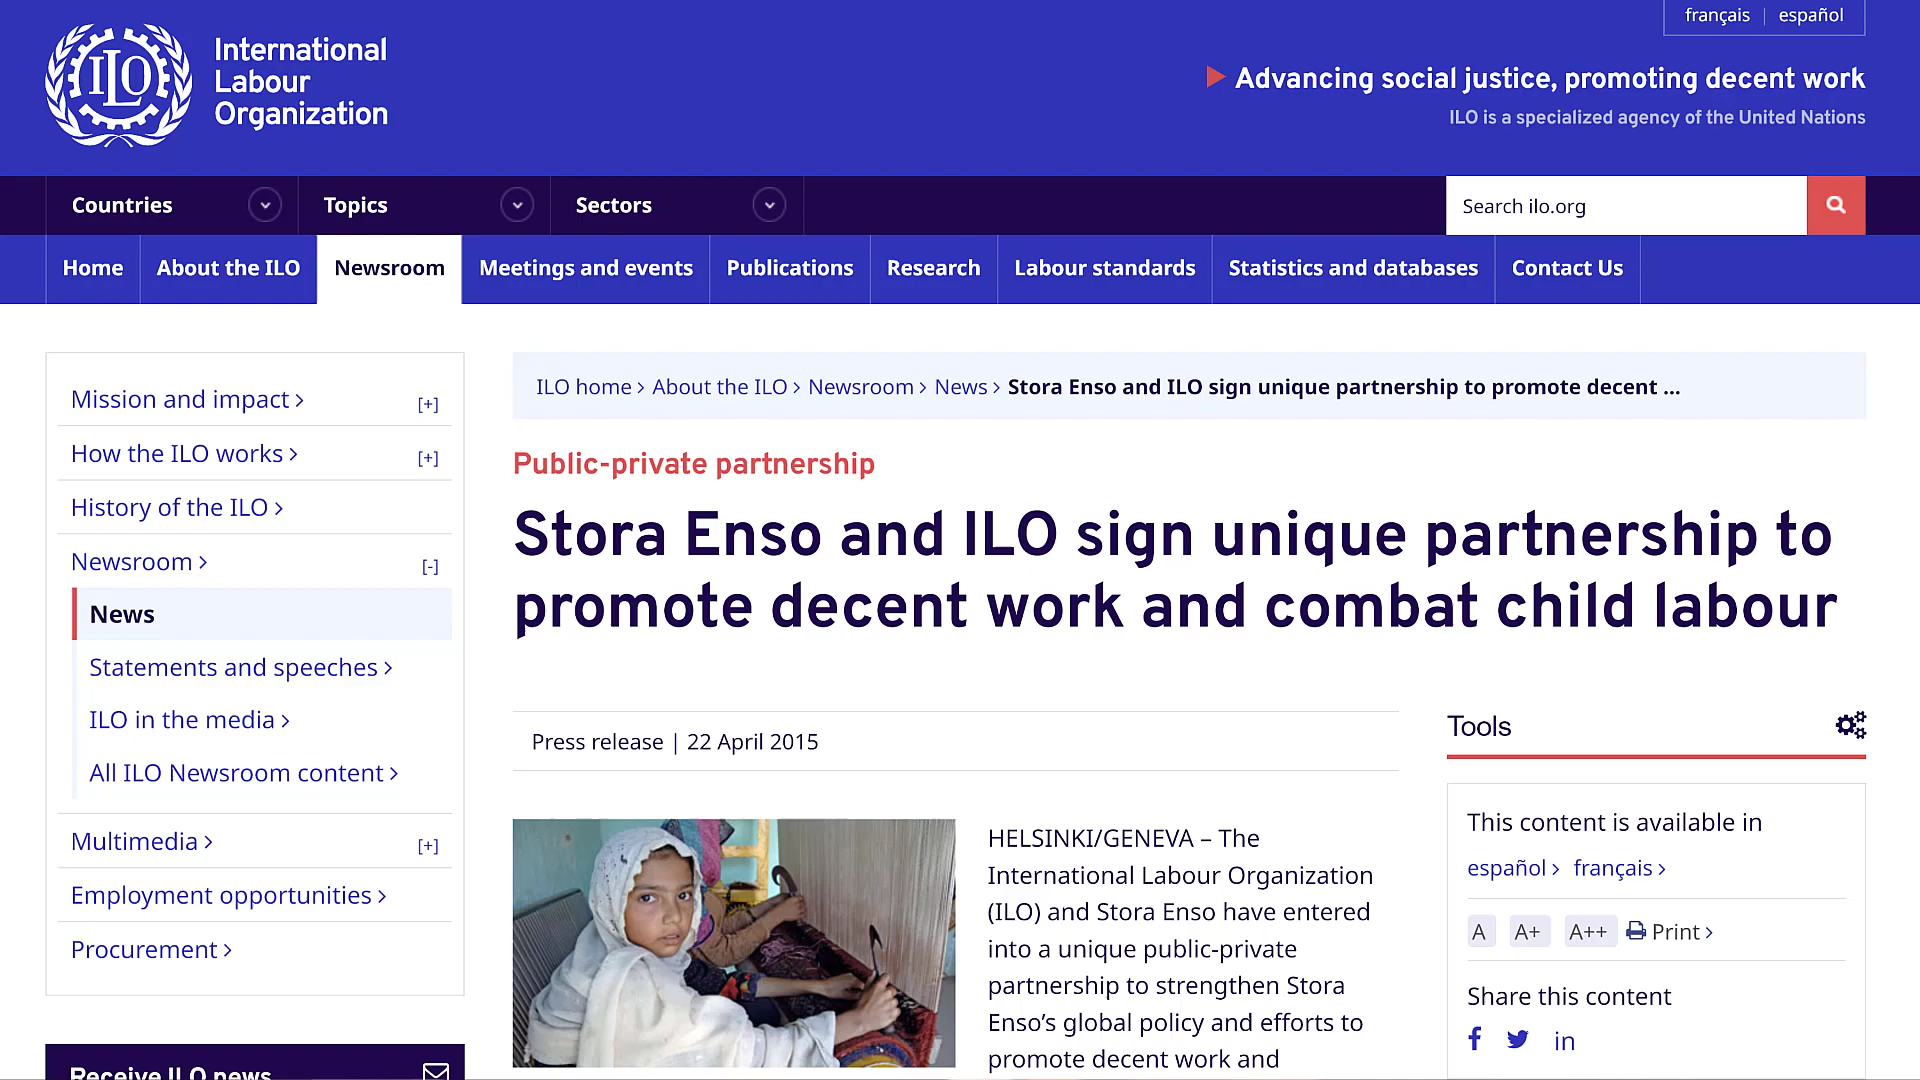 français
español
ILO
International
Labour
Organization
Advancing social justice, promoting decent work
ILO is a specialized agency of the United Nations
Countries
Topics
Sectors
Search ilo.org
Home
About the ILO
Newsroom
Meetings and events
Publications
Research
Labour standards
Statistics and databases
Contact Us
Mission and impact
[+]
How the ILO works
[+]
History of the ILO
Newsroom
[-]
News
Statements and speeches
ILO in the media
All ILO Newsroom content
Multimedia
[+]
Employment opportunities
Procurement
Receive ILO news
ILO home › About the ILO › Newsroom › News › Stora Enso and ILO sign unique partnership to promote decent ...
Public-private partnership
Stora Enso and ILO sign unique partnership to
promote decent work and combat child labour
Press release | 22 April 2015
HELSINKI/GENEVA – The
International Labour Organization
(ILO) and Stora Enso have entered
into a unique public-private
partnership to strengthen Stora
Enso’s global policy and efforts to
promote decent work and
Tools
This content is available in
español › français ›
A A+ A++ Print ›
Share this content